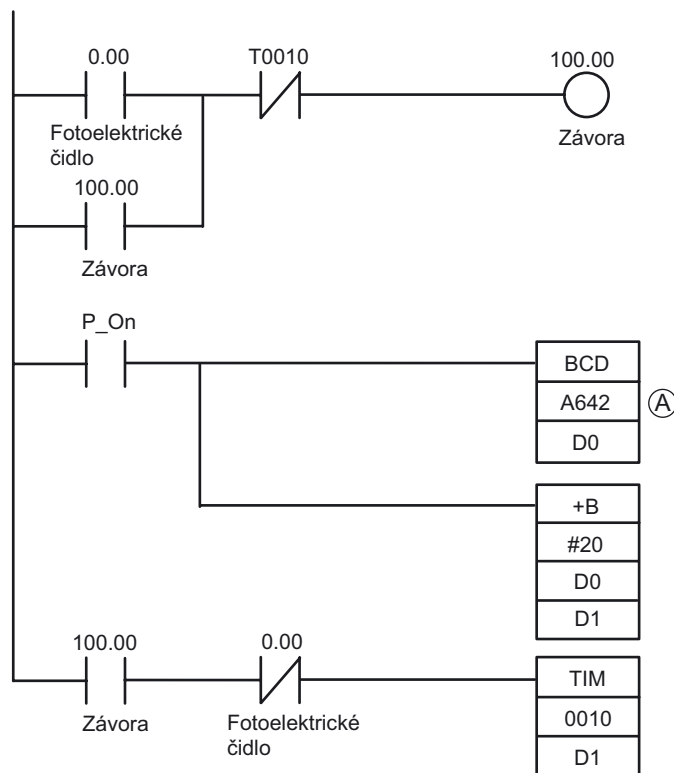 0.00
T0010
100.00
Fotoelektrické
čidlo
Závora
100.00
Závora
P_On
BCD
A642
A
D0
+B
#20
D0
D1
100.00
0.00
TIM
Závora
Fotoelektrické
čidlo
0010
D1